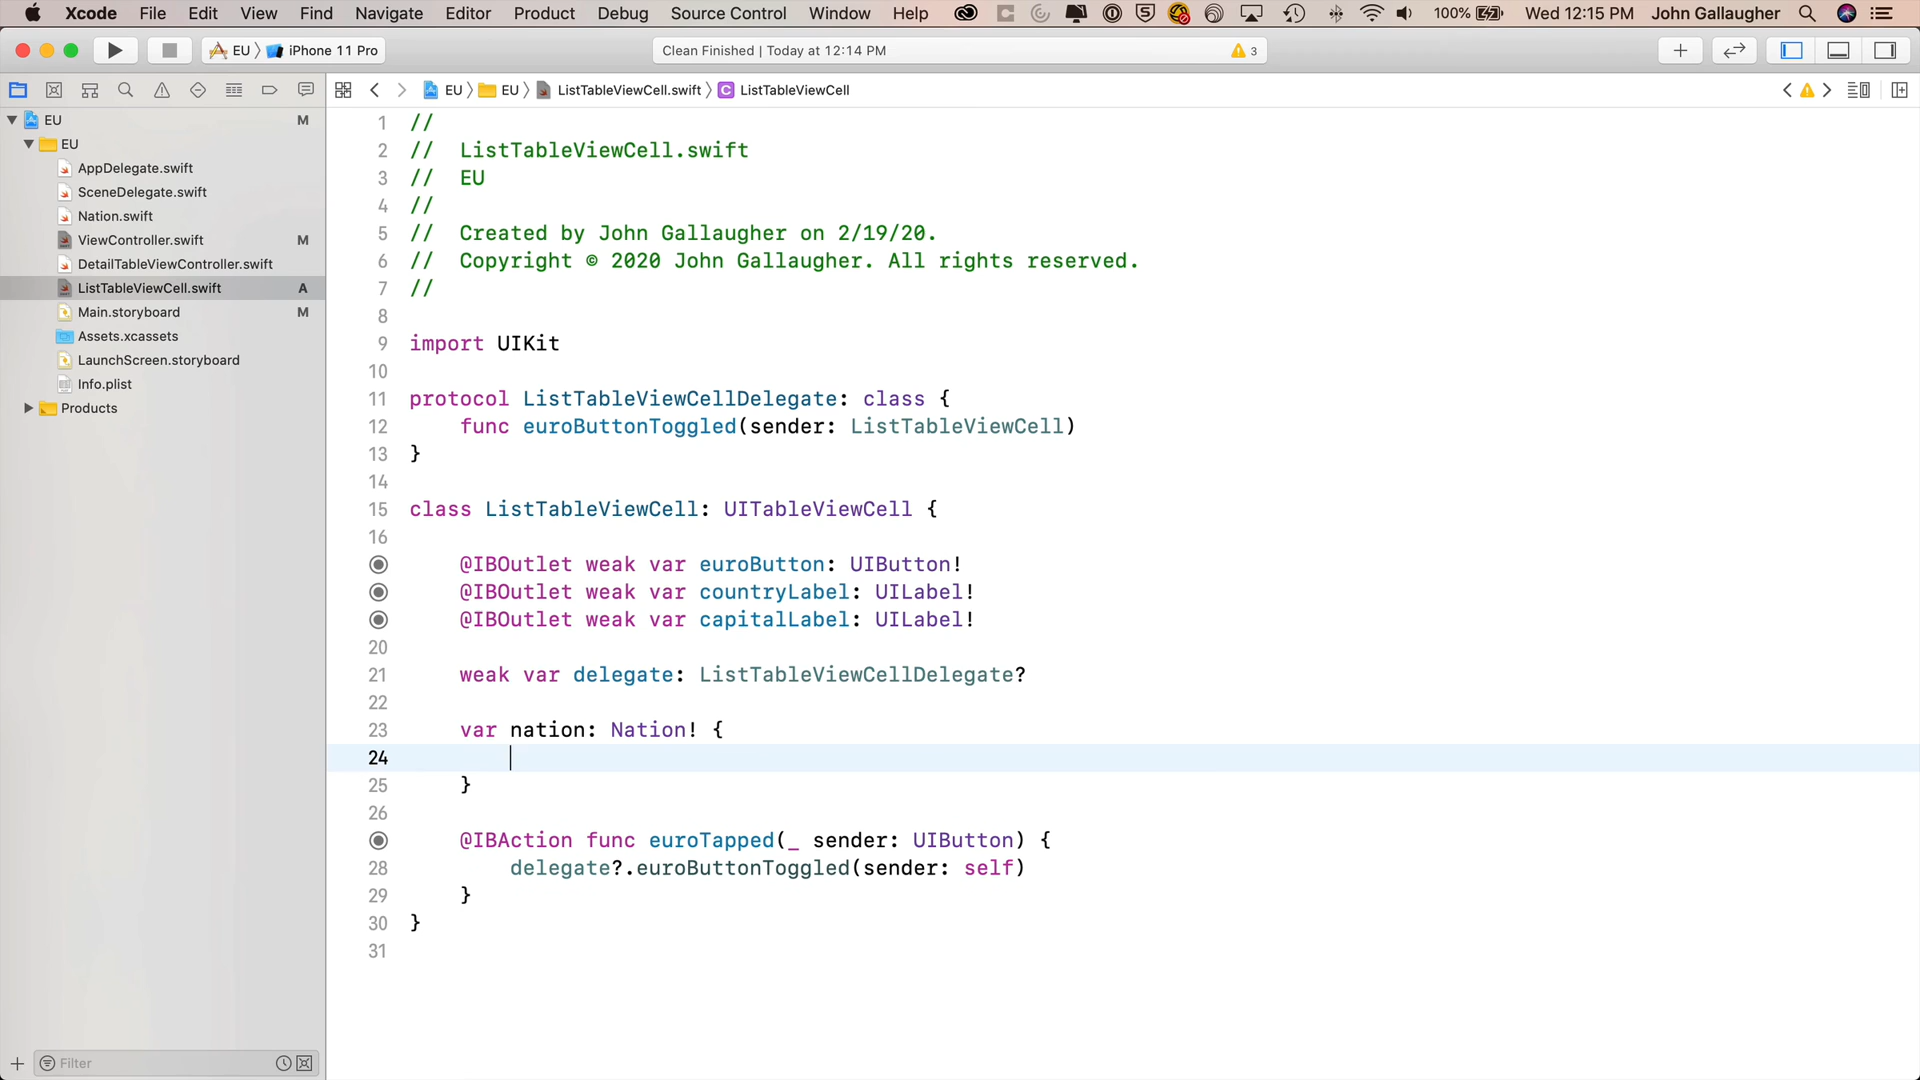 Xcode File Edit View Find Navigate Editor Product Debug Source Control Window Help 100% Wed 12:15 PM John Gallaugher
EU iPhone 11 Pro Clean Finished | Today at 12:14 PM 3
EU EU ListTableViewCell.swift C ListTableViewCell
EU M
EU
AppDelegate.swift
SceneDelegate.swift
Nation.swift
ViewController.swift M
DetailTableViewController.swift
ListTableViewCell.swift A
Main.storyboard M
Assets.xcassets
LaunchScreen.storyboard
Info.plist
Products
Filter
1 //
2 //  ListTableViewCell.swift
3 //  EU
4 //
5 //  Created by John Gallaugher on 2/19/20.
6 //  Copyright © 2020 John Gallaugher. All rights reserved.
7 //
8
9 import UIKit
10
11 protocol ListTableViewCellDelegate: class {
12     func euroButtonToggled(sender: ListTableViewCell)
13 }
14
15 class ListTableViewCell: UITableViewCell {
16
    @IBOutlet weak var euroButton: UIButton!
    @IBOutlet weak var countryLabel: UILabel!
    @IBOutlet weak var capitalLabel: UILabel!
20
21     weak var delegate: ListTableViewCellDelegate?
22
23     var nation: Nation! {
24
25     }
26
    @IBAction func euroTapped(_ sender: UIButton) {
28         delegate?.euroButtonToggled(sender: self)
29     }
30 }
31